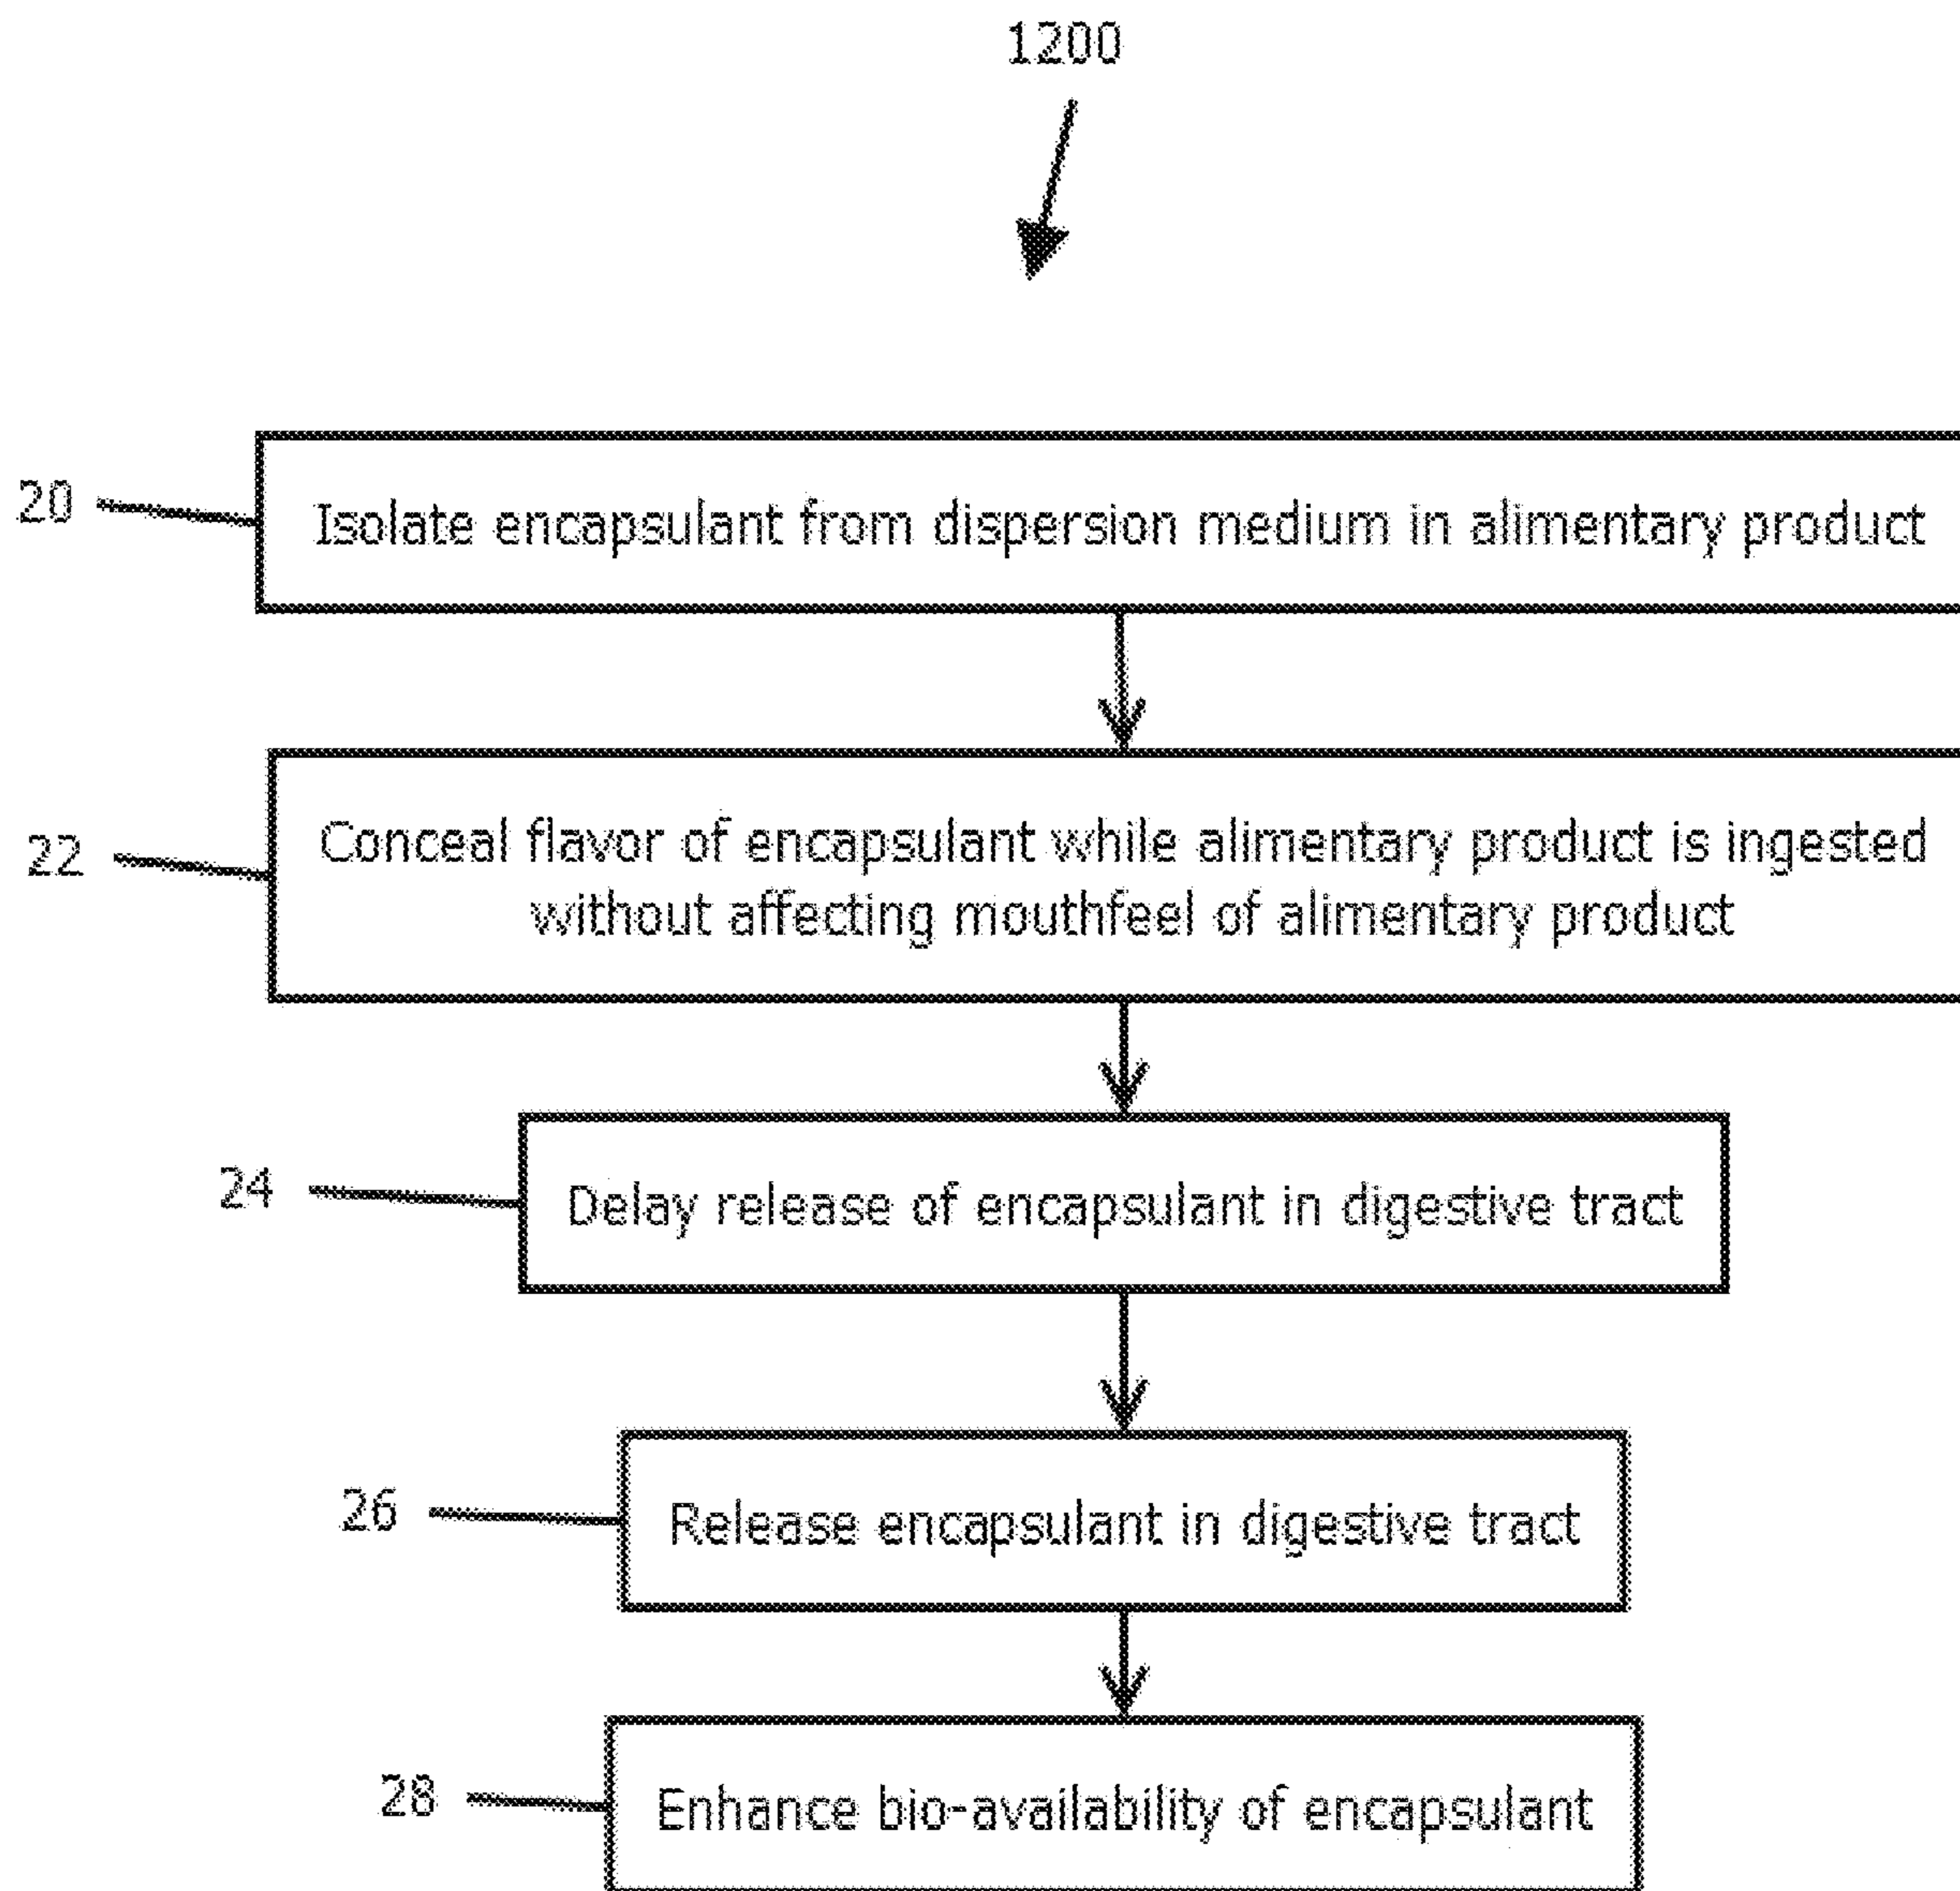 1200
20
Isolate encapsulant from dispersion medium in alimentary product
22
Conceal flavor of encapsulant while alimentary product is ingested
without affecting mouthfeel of alimentary product
24
Delay release of encapsulant in digestive tract
26
Release encapsulant in digestive tract
28
Enhance bio-availability of encapsulant